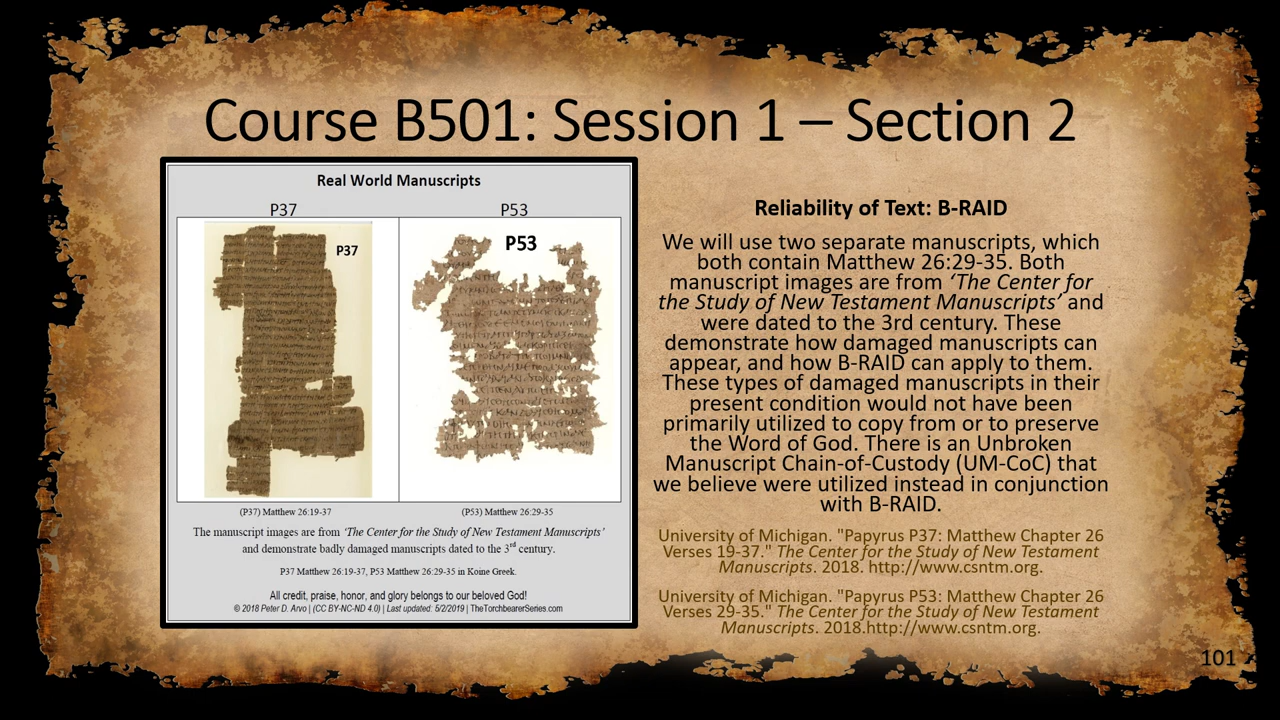 Course B501: Session 1 – Section 2
Real World Manuscripts
P37 P53
P37
P53
(P37) Matthew 26:19-37 (P53) Matthew 26:29-35
The manuscript images are from ‘The Center for the Study of New Testament Manuscripts’
and demonstrate badly damaged manuscripts dated to the 3rd century.
P37 Matthew 26:19-37, P53 Matthew 26:29-35 in Koine Greek.
All credit, praise, honor, and glory belongs to our beloved God!
© 2018 Peter D. Arvo | (CC BY-NC-ND 4.0) | Last updated: 5/2/2019 | TheTorchbearerSeries.com
Reliability of Text: B-RAID
We will use two separate manuscripts, which
both contain Matthew 26:29-35. Both
manuscript images are from ‘The Center for
the Study of New Testament Manuscripts’ and
were dated to the 3rd century. These
demonstrate how damaged manuscripts can
appear, and how B-RAID can apply to them.
These types of damaged manuscripts in their
present condition would not have been
primarily utilized to copy from or to preserve
the Word of God. There is an Unbroken
Manuscript Chain-of-Custody (UM-CoC) that
we believe were utilized instead in conjunction
with B-RAID.
University of Michigan. "Papyrus P37: Matthew Chapter 26
Verses 19-37." The Center for the Study of New Testament
Manuscripts. 2018. http://www.csntm.org.
University of Michigan. "Papyrus P53: Matthew Chapter 26
Verses 29-35." The Center for the Study of New Testament
Manuscripts. 2018.http://www.csntm.org.
101